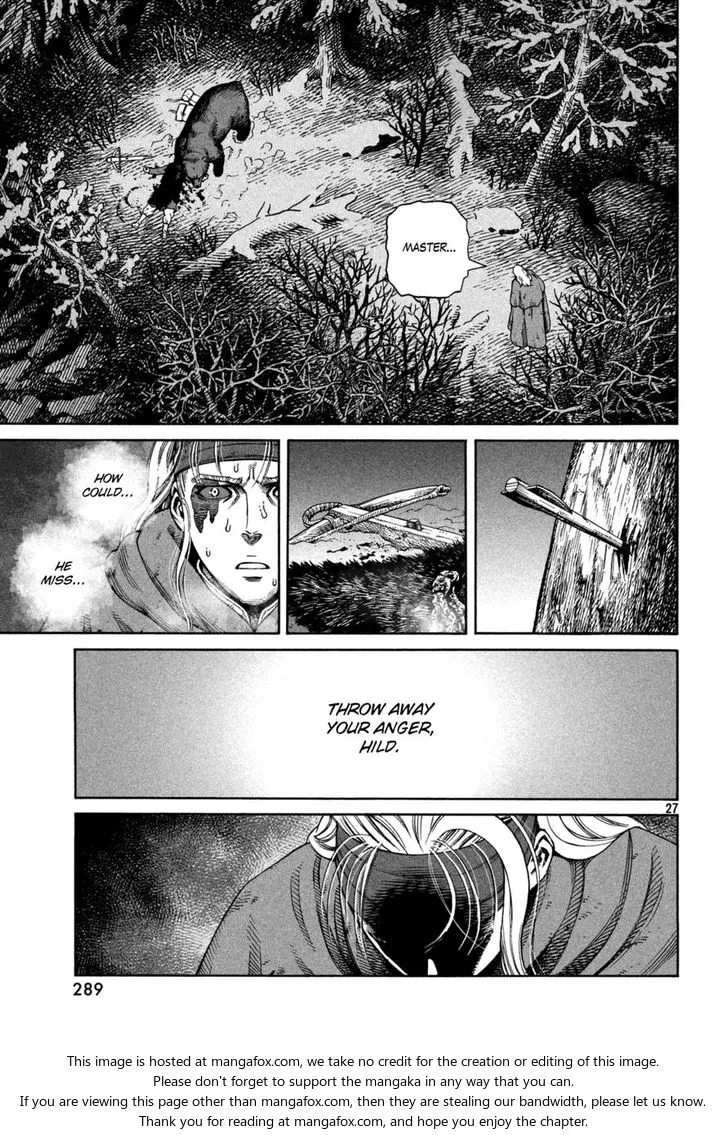 MASTER...
HE
MISS...
HOW
COULD...
THROW AWAY
YOUR ANGER,
HILD.
27
289
This image is hosted at mangafox.com, we take no credit for the creation or editing of this image.
Please don't forget to support the mangaka in any way that you can.
If you are viewing this page other than mangafox.com, then they are stealing our bandwidth, please let us know.
Thank you for reading at mangafox.com, and hope you enjoy the chapter.